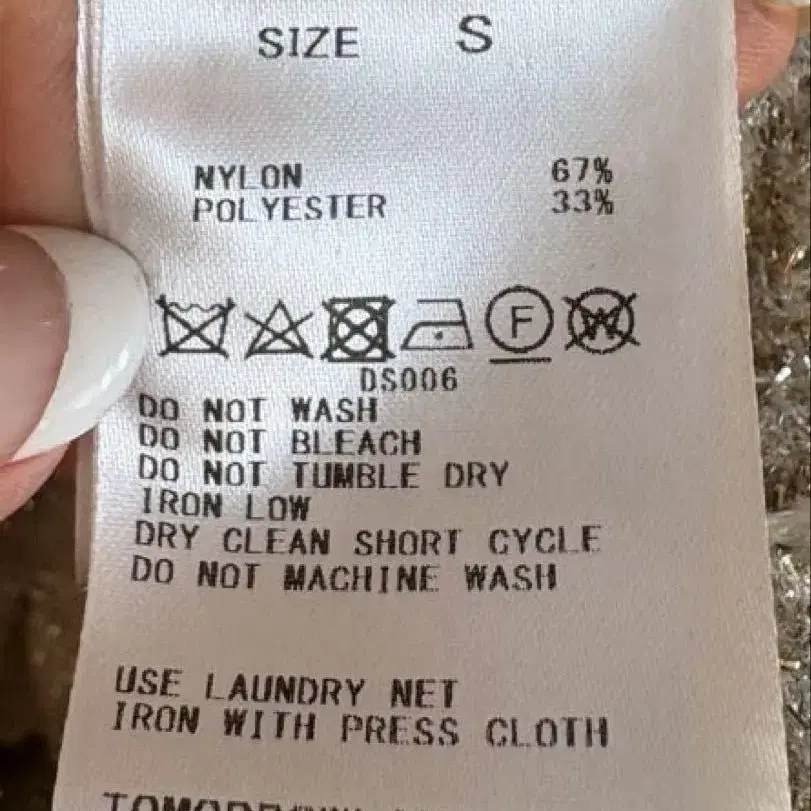 SIZE S
NYLON 67%
POLYESTER 33%
F W
DS006
DO NOT WASH
DO NOT BLEACH
DO NOT TUMBLE DRY
IRON LOW
DRY CLEAN SHORT CYCLE
DO NOT MACHINE WASH
USE LAUNDRY NET
IRON WITH PRESS CLOTH